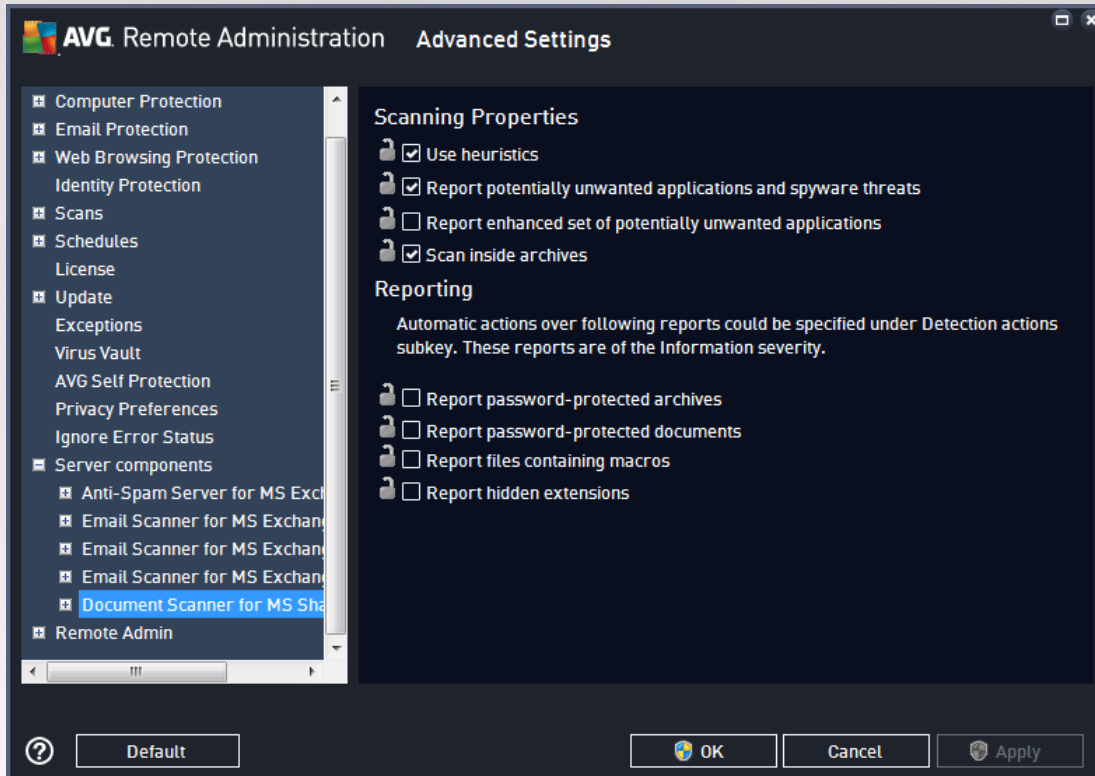 AVG. Remote Administration Advanced Settings
Computer Protection
Email Protection
Web Browsing Protection
Identity Protection
Scans
Schedules
License
Update
Exceptions
Virus Vault
AVG Self Protection
Privacy Preferences
Ignore Error Status
Server components
Anti-Spam Server for MS Excl
Email Scanner for MS Exchan
Email Scanner for MS Exchan
Email Scanner for MS Exchan
Document Scanner for MS Sha
Remote Admin
Scanning Properties
Use heuristics
Report potentially unwanted applications and spyware threats
Report enhanced set of potentially unwanted applications
Scan inside archives
Reporting
Automatic actions over following reports could be specified under Detection actions
subkey. These reports are of the Information severity.
Report password-protected archives
Report password-protected documents
Report files containing macros
Report hidden extensions
Default
OK
Cancel
Apply